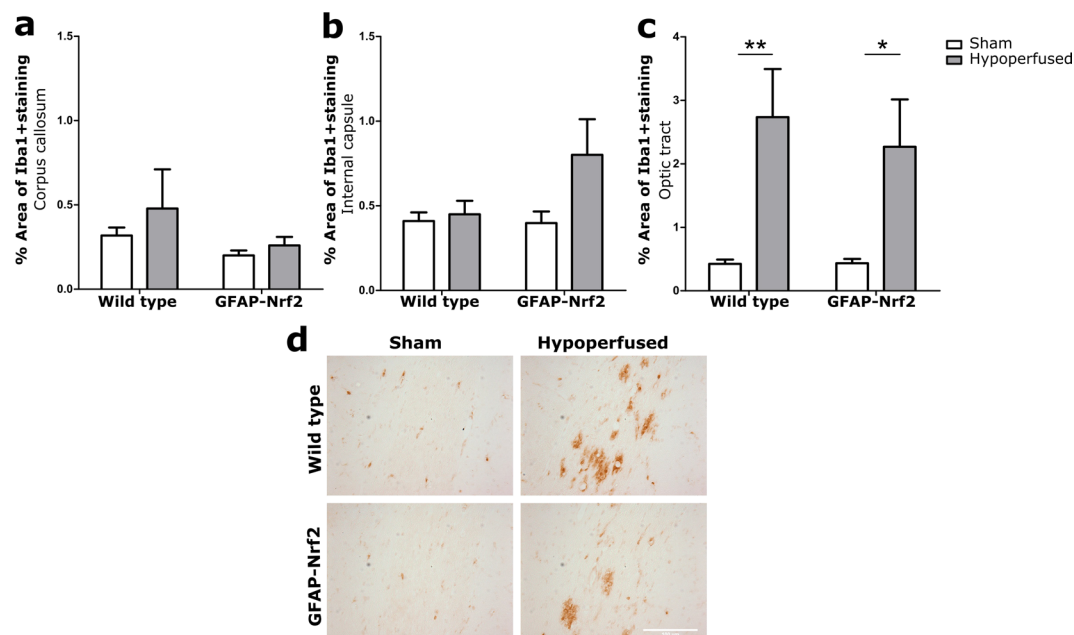 a
% Area of Iba1+staining
Corpus callosum
1.5
1.0
0.5
0.0
Wild type
GFAP-Nrf2
b
% Area of Iba1+staining
Internal capsule
1.5
1.0
0.5
0.0
Wild type
GFAP-Nrf2
c
% Area of Iba1+staining
Optic tract
4
3
2
1
0
**
*
Wild type
GFAP-Nrf2
Sham
Hypoperfused
d
Sham
Hypoperfused
Wild type
GFAP-Nrf2